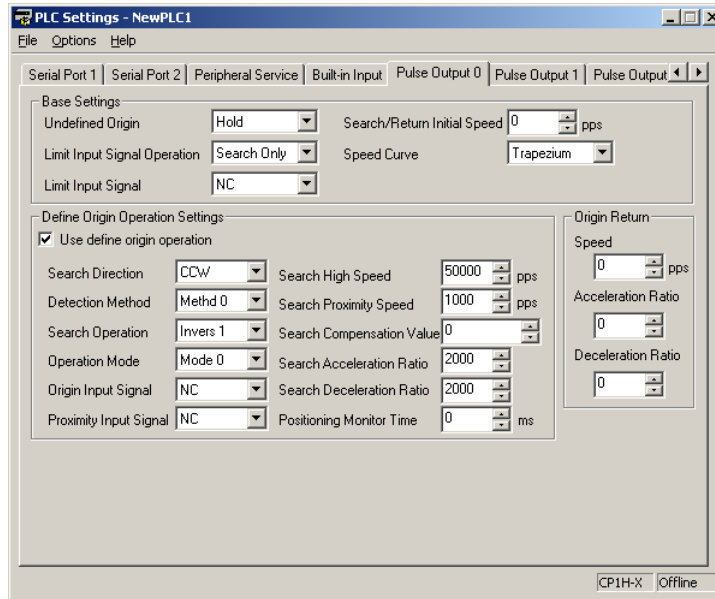 PLC Settings - NewPLC1
File Options Help
Serial Port 1 Serial Port 2 Peripheral Service Built-in Input Pulse Output 0 Pulse Output 1 Pulse Output
Base Settings
Undefined Origin Hold Search/Return Initial Speed 0 pps
Limit Input Signal Operation Search Only Speed Curve Trapezium
Limit Input Signal NC
Define Origin Operation Settings Origin Return
Use define origin operation Speed
0 pps
Search Direction CCW Search High Speed 50000 pps
Detection Method Methd 0 Search Proximity Speed 1000 pps Acceleration Ratio
Search Operation Invers 1 Search Compensation Value 0 0
Operation Mode Mode 0 Search Acceleration Ratio 2000 Deceleration Ratio
Origin Input Signal NC Search Deceleration Ratio 2000 0
Proximity Input Signal NC Positioning Monitor Time 0 ms
CP1H-X Offline